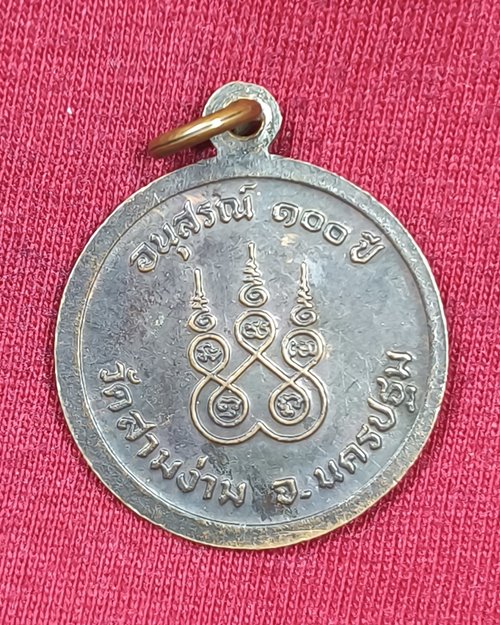 อนุสรณ์ ๑๐๐ ปี
วัดสามง่าม จ.นครปฐม